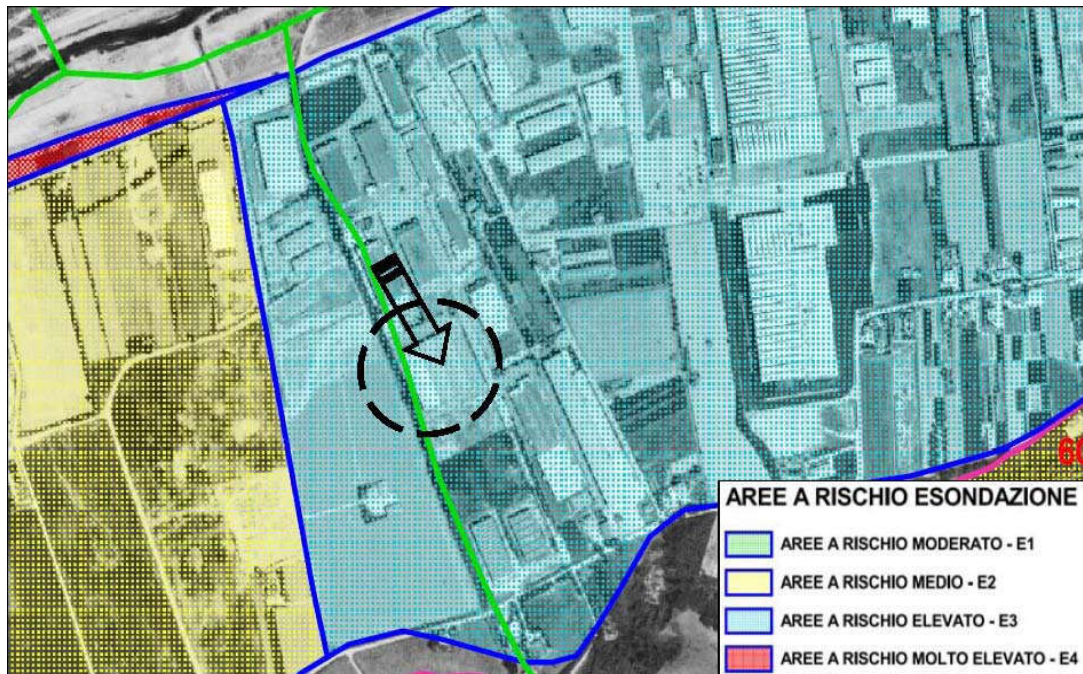 AREE A RISCHIO ESONDAZIONE
AREE A RISCHIO MODERATO - E1
AREE A RISCHIO MEDIO - E2
AREE A RISCHIO ELEVATO - E3
AREE A RISCHIO MOLTO ELEVATO - E4